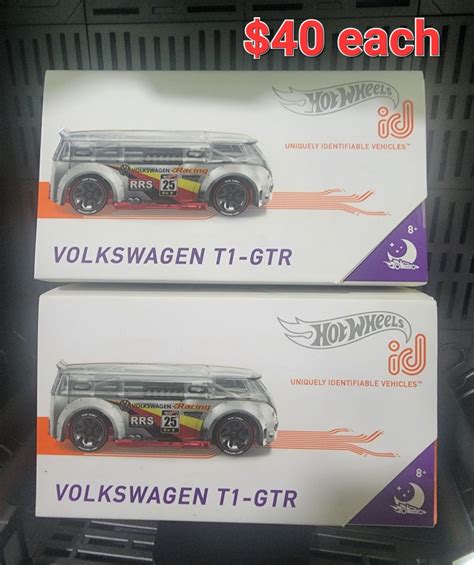 $40 each
Hot Wheels
id
UNIQUELY IDENTIFIABLE VEHICLES™
VOLKSWAGEN Racing
RRS 25
VOLKSWAGEN T1-GTR
8+
Hot Wheels
id
UNIQUELY IDENTIFIABLE VEHICLES™
VOLKSWAGEN Racing
RRS 25
VOLKSWAGEN T1-GTR
8+